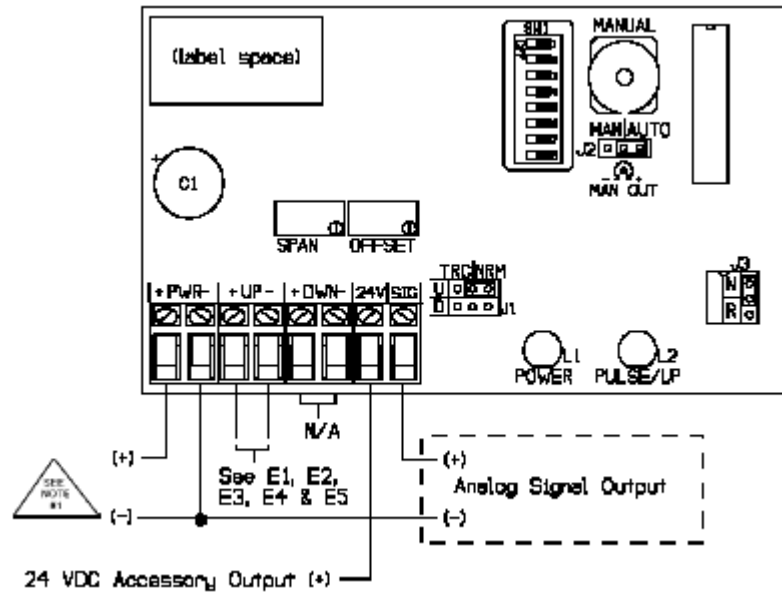 SW1
MANUAL
(label space)
MAN AUTO
J2
- +
MAN OUT
+
C1
SPAN OFFSET
TRG NRM
+ PWR - + UP - + DWN - 24V SIG
U
D
J1
J3
N
R
L1 L2
POWER PULSE/UP
N/A
(+) (+)
See E1, E2,
E3, E4 & E5
Analog Signal Output
SEE
NOTE
#1
(-) (-)
24 VDC Accessory Output (+)